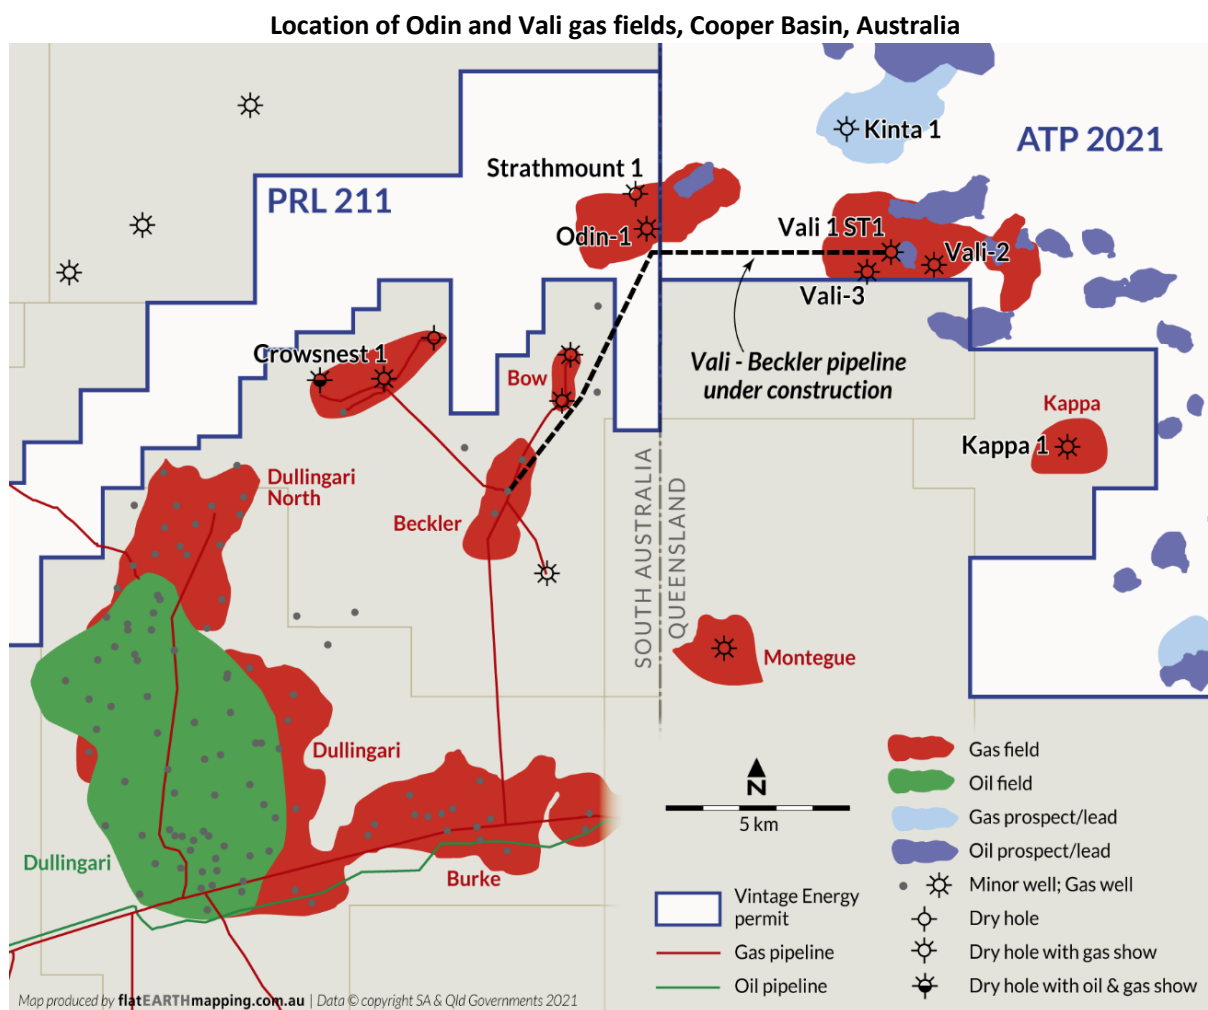 Location of Odin and Vali gas fields, Cooper Basin, Australia
Kinta 1
ATP 2021
Strathmount 1
PRL 211
Odin-1
Vali 1 ST1
Vali-2
Vali-3
Vali - Beckler pipeline
under construction
Crowsnest 1
Bow
Kappa
Kappa 1
Dullingari
North
Beckler
SOUTH AUSTRALIA
QUEENSLAND
Montegue
Dullingari
Dullingari
Burke
N
5 km
Gas field
Oil field
Gas prospect/lead
Oil prospect/lead
Minor well; Gas well
Dry hole
Dry hole with gas show
Dry hole with oil & gas show
Vintage Energy
permit
Gas pipeline
Oil pipeline
Map produced by flatEARTHmapping.com.au | Data © copyright SA & Qld Governments 2021